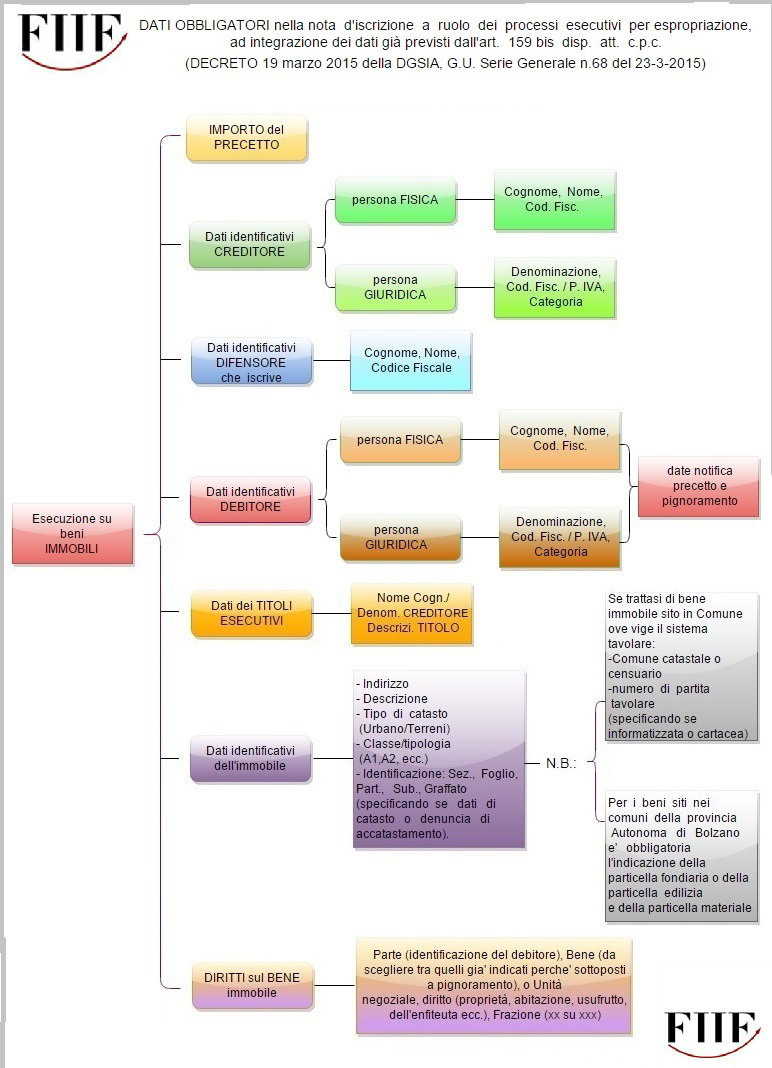 FIIF
DATI OBBLIGATORI nella nota d'iscrizione a ruolo dei processi esecutivi per espropriazione,
ad integrazione dei dati già previsti dall'art. 159 bis disp. att. c.p.c.
(DECRETO 19 marzo 2015 della DGSIA, G.U. Serie Generale n.68 del 23-3-2015)
Esecuzione su
beni
IMMOBILI
IMPORTO del
PRECETTO
Dati identificativi
CREDITORE
persona FISICA
Cognome, Nome,
Cod. Fisc.
persona
GIURIDICA
Denominazione,
Cod. Fisc. / P. IVA,
Categoria
Dati identificativi
DIFENSORE
che iscrive
Cognome, Nome,
Codice Fiscale
Dati identificativi
DEBITORE
persona FISICA
Cognome, Nome,
Cod. Fisc.
persona
GIURIDICA
Denominazione,
Cod. Fisc. / P. IVA,
Categoria
date notifica
precetto e
pignoramento
Dati dei TITOLI
ESECUTIVI
Nome Cogn./
Denom. CREDITORE
Descrizi. TITOLO
Dati identificativi
dell'immobile
- Indirizzo
- Descrizione
- Tipo di catasto
(Urbano/Terreni)
- Classe/tipologia
(A1,A2, ecc.)
- Identificazione: Sez., Foglio,
Part., Sub., Graffato
(specificando se dati di
catasto o denuncia di
accatastamento).
N.B.:
Se trattasi di bene
immobile sito in Comune
ove vige il sistema
tavolare:
-Comune catastale o
censuario
-numero di partita
tavolare
(specificando se
informatizzata o cartacea)
Per i beni siti nei
comuni della provincia
Autonoma di Bolzano
e' obbligatoria
l'indicazione della
particella fondiaria o della
particella edilizia
e della particella materiale
DIRITTI sul BENE
immobile
Parte (identificazione del debitore), Bene (da
scegliere tra quelli gia' indicati perche' sottoposti
a pignoramento), o Unità
negoziale, diritto (proprietà, abitazione, usufrutto,
dell'enfiteuta ecc.), Frazione (xx su xxx)
FIIF